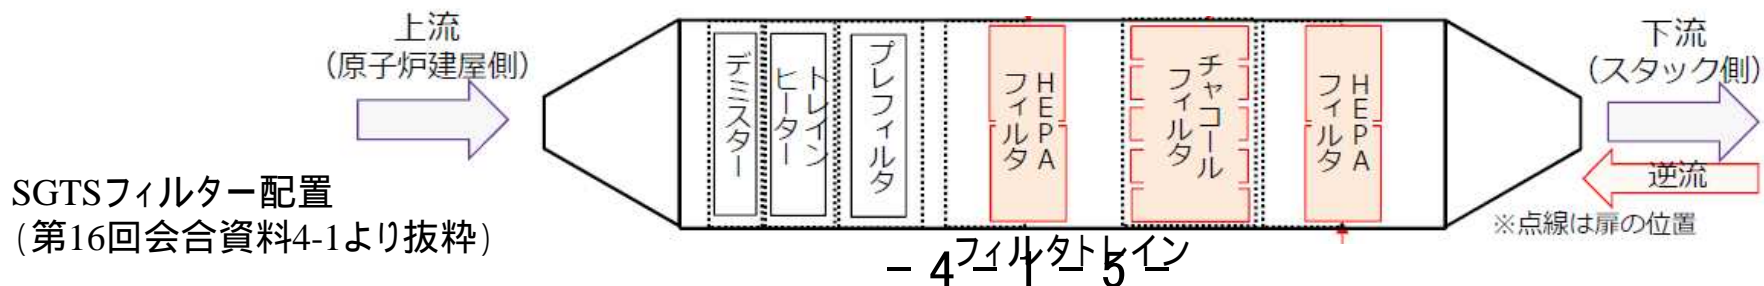 上流
(原子炉建屋側)
デミスター
トレイン
ヒーター
プレフィルタ
HEPA
フィルタ
チャコール
フィルタ
HEPA
フィルタ
下流
(スタック側)
逆流
※点線は扉の位置
SGTSフィルター配置
(第16回会合資料4-1より抜粋)
フィルタトレイン
- 4 - 1 - 5 -